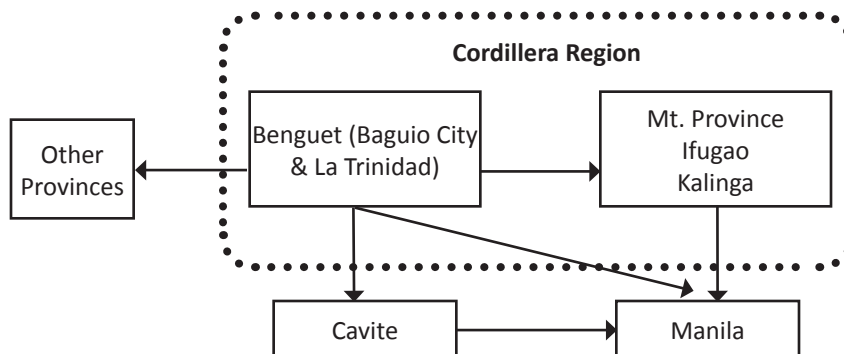 Cordillera Region
Other
Provinces
Benguet (Baguio City
& La Trinidad)
Mt. Province
Ifugao
Kalinga
Cavite
Manila